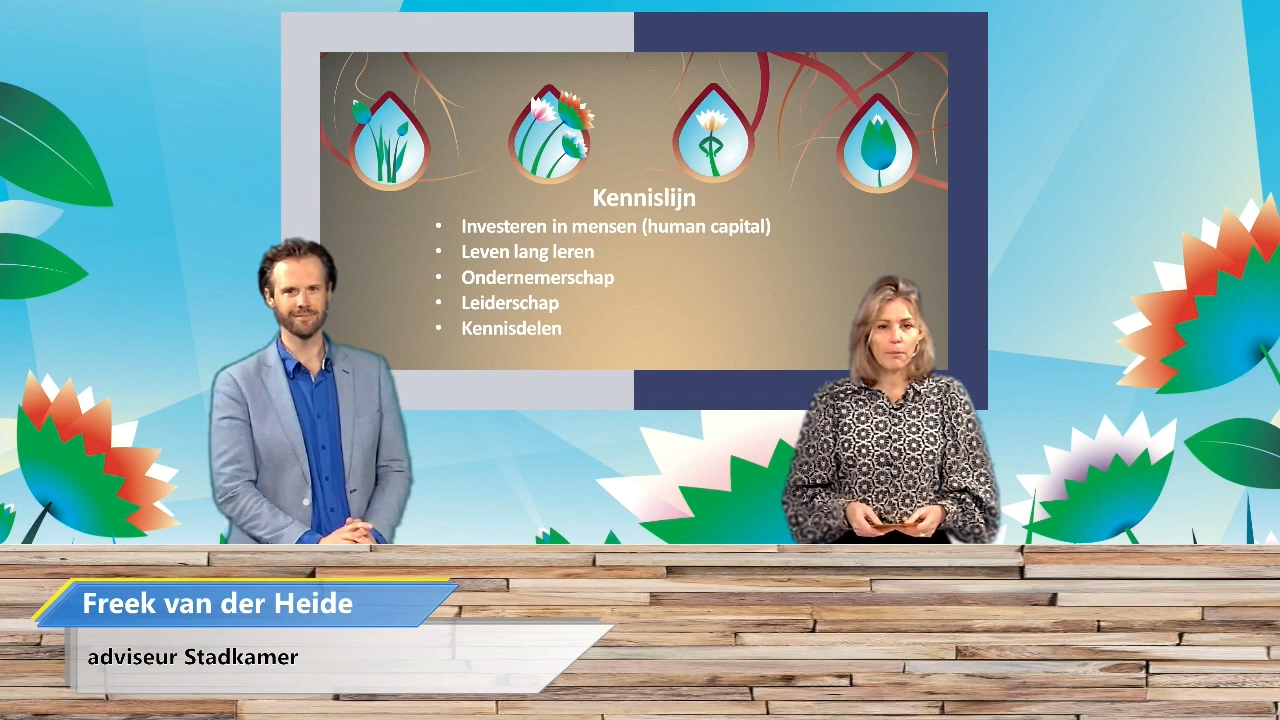 Kennislijn
• Investeren in mensen (human capital)
• Leven lang leren
• Ondernemerschap
• Leiderschap
• Kennisdelen
Freek van der Heide
adviseur Stadkamer